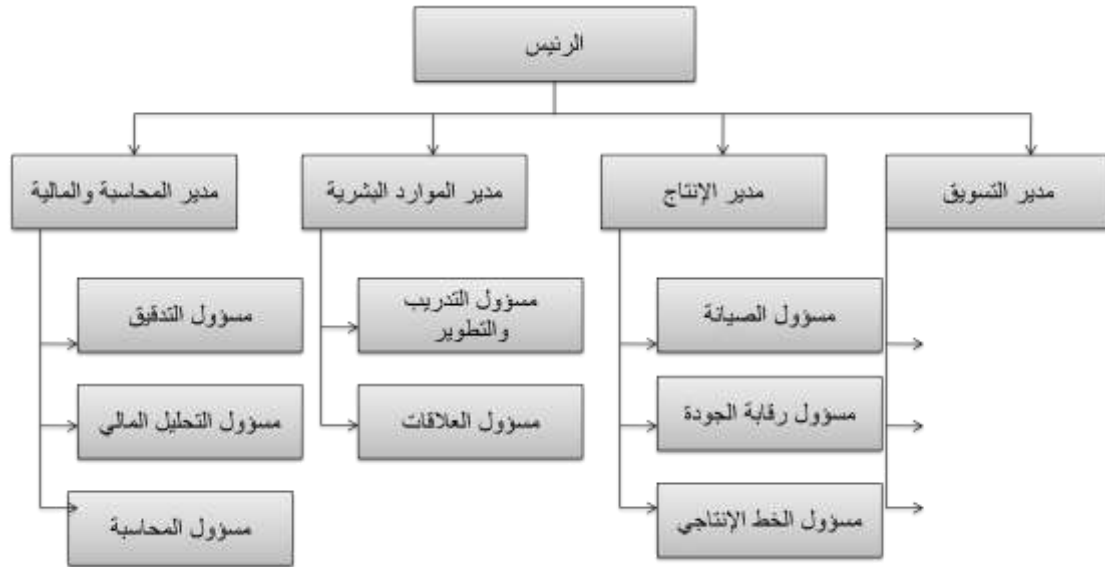 الرئيس
مدير التسويق
مدير الإنتاج
مدير الموارد البشرية
مدير المحاسبة والمالية
مسؤول الصيانة
مسؤول التدريب
والتطوير
مسؤول التدقيق
مسؤول رقابة الجودة
مسؤول العلاقات
مسؤول التحليل المالي
مسؤول الخط الإنتاجي
مسؤول المحاسبة